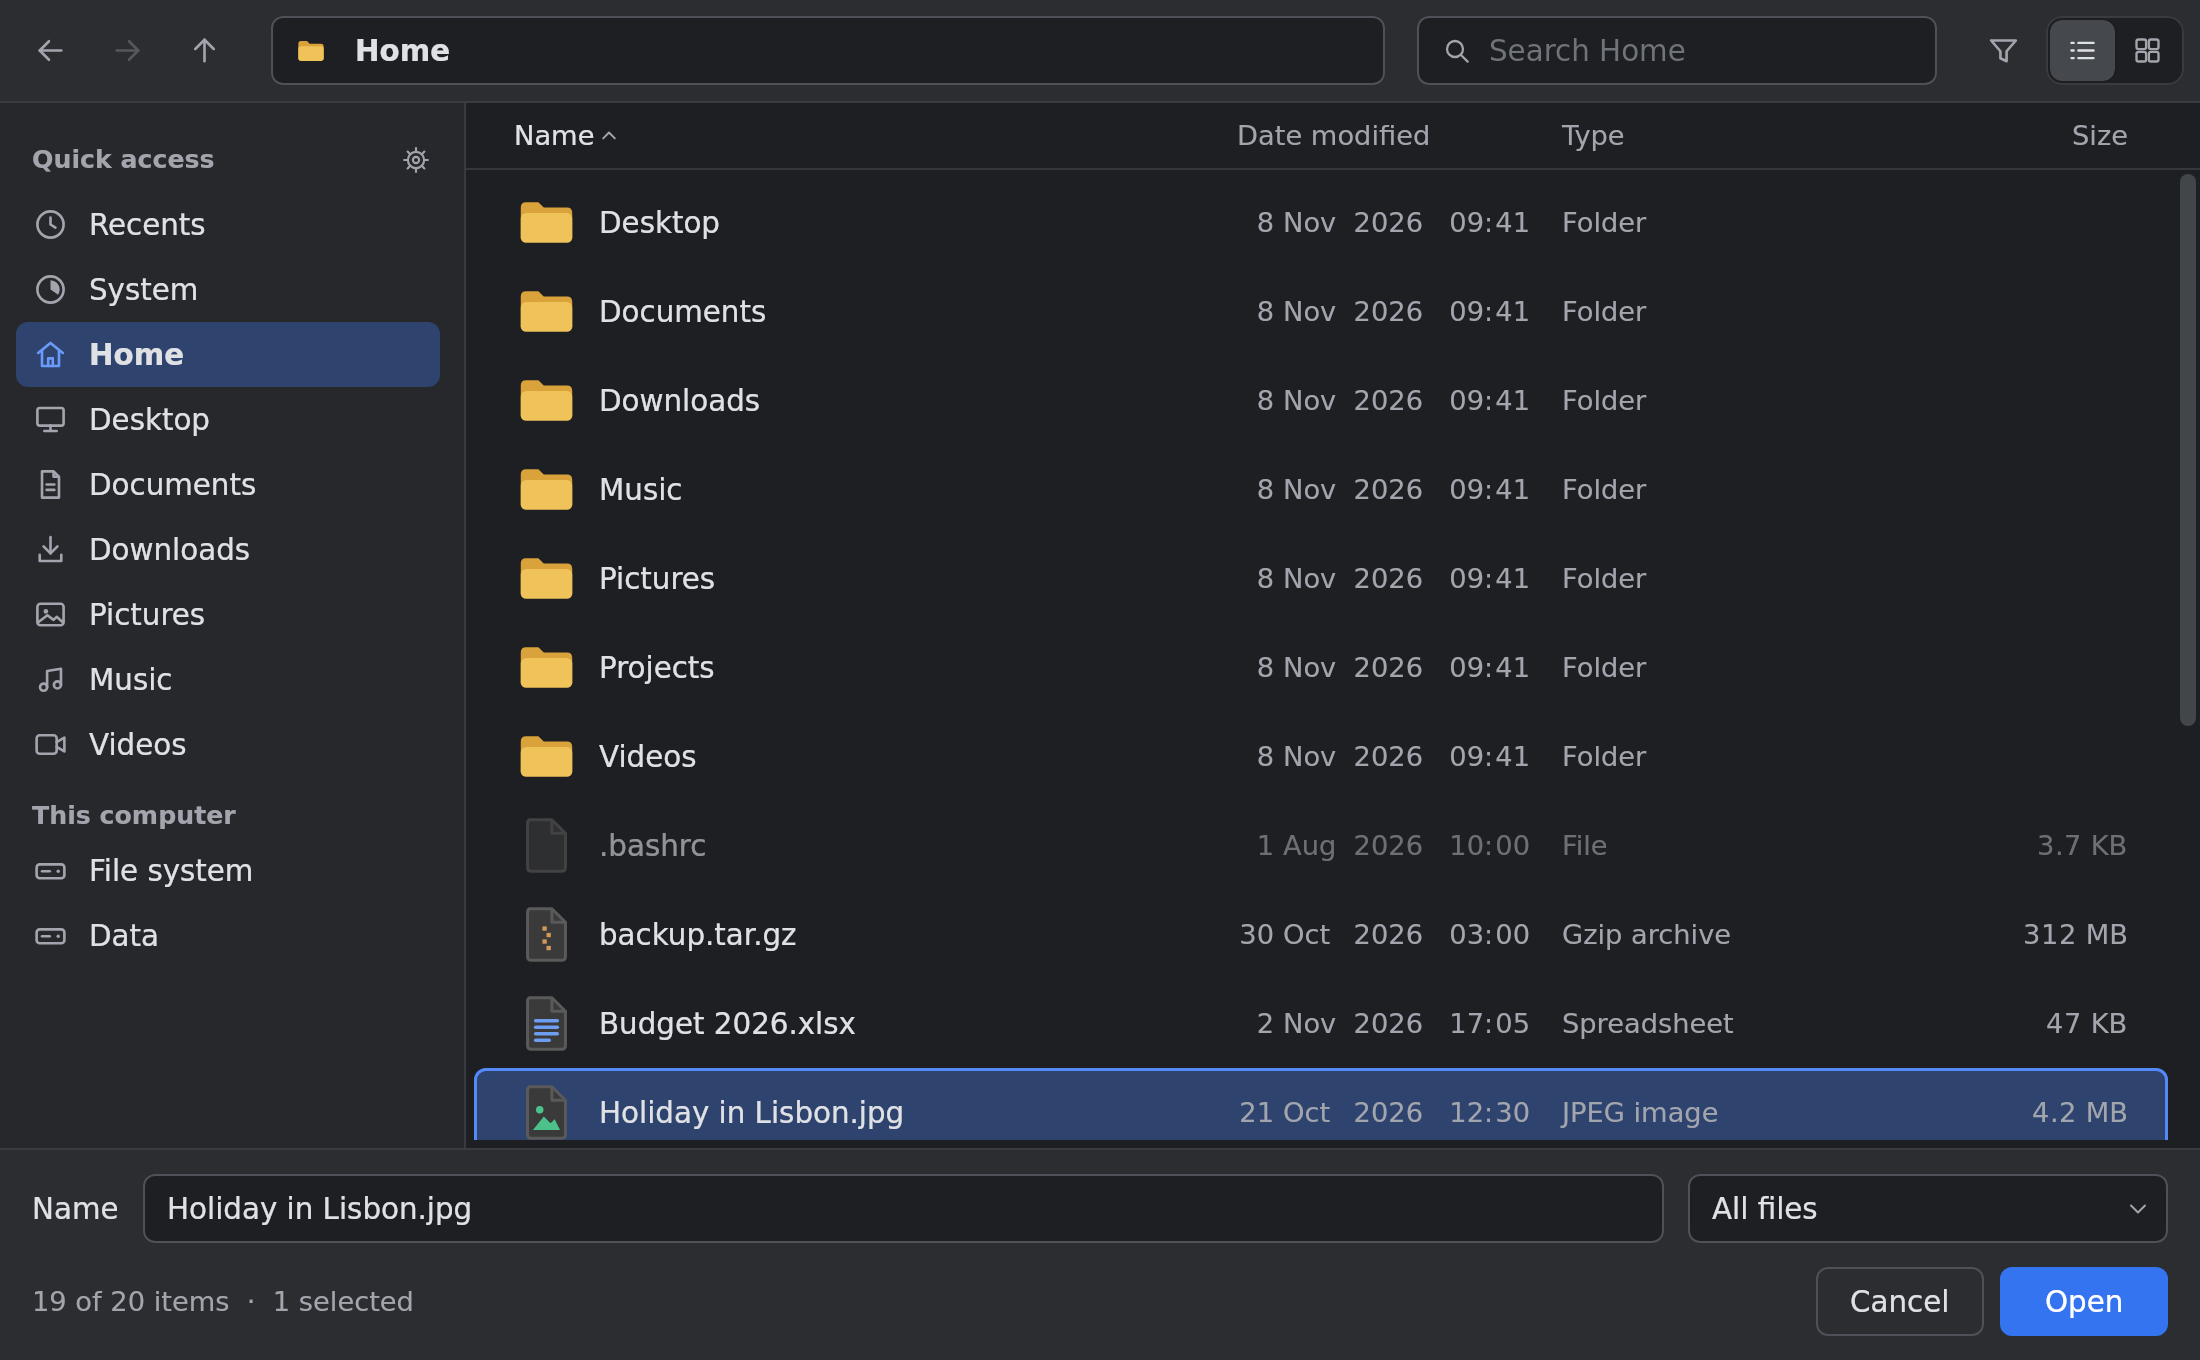 Home
Search Home
Quick access
Recents
System
Home
Desktop
Documents
Downloads
Pictures
Music
Videos
This computer
File system
Data
Name Date modified Type Size
Desktop 8 Nov 2026 09:41 Folder
Documents 8 Nov 2026 09:41 Folder
Downloads 8 Nov 2026 09:41 Folder
Music 8 Nov 2026 09:41 Folder
Pictures 8 Nov 2026 09:41 Folder
Projects 8 Nov 2026 09:41 Folder
Videos 8 Nov 2026 09:41 Folder
.bashrc 1 Aug 2026 10:00 File 3.7 KB
backup.tar.gz 30 Oct 2026 03:00 Gzip archive 312 MB
Budget 2026.xlsx 2 Nov 2026 17:05 Spreadsheet 47 KB
Holiday in Lisbon.jpg 21 Oct 2026 12:30 JPEG image 4.2 MB
Name Holiday in Lisbon.jpg All files
19 of 20 items · 1 selected
Cancel Open